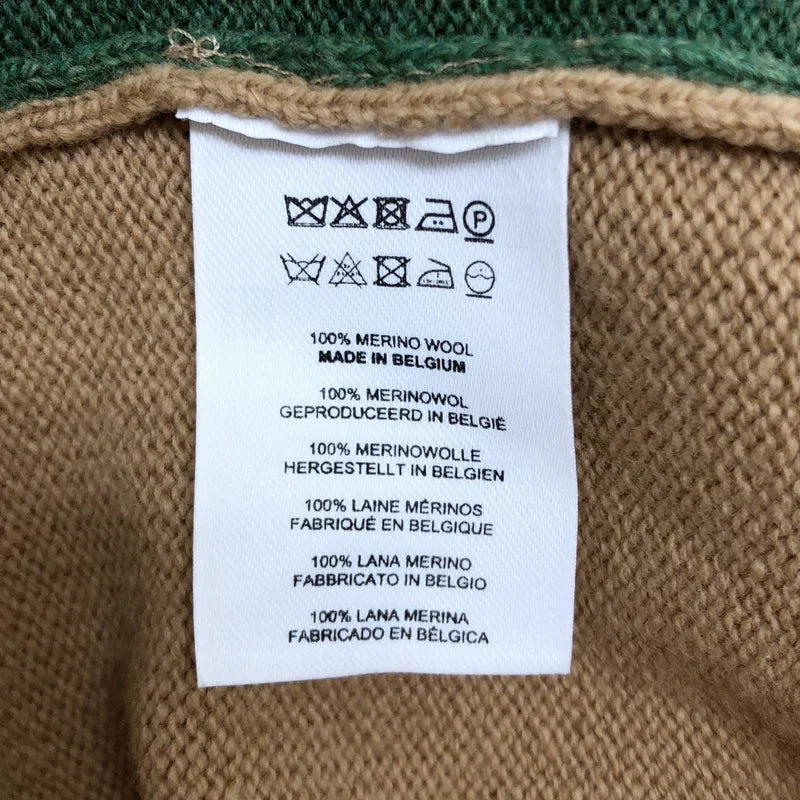 P
100% MERINO WOOL
MADE IN BELGIUM
100% MERINOWOL
GEPRODUCEERD IN BELGIË
100% MERINOWOLLE
HERGESTELLT IN BELGIEN
100% LAINE MÉRINOS
FABRIQUÉ EN BELGIQUE
100% LANA MERINO
FABBRICATO IN BELGIO
100% LANA MERINA
FABRICADO EN BÉLGICA